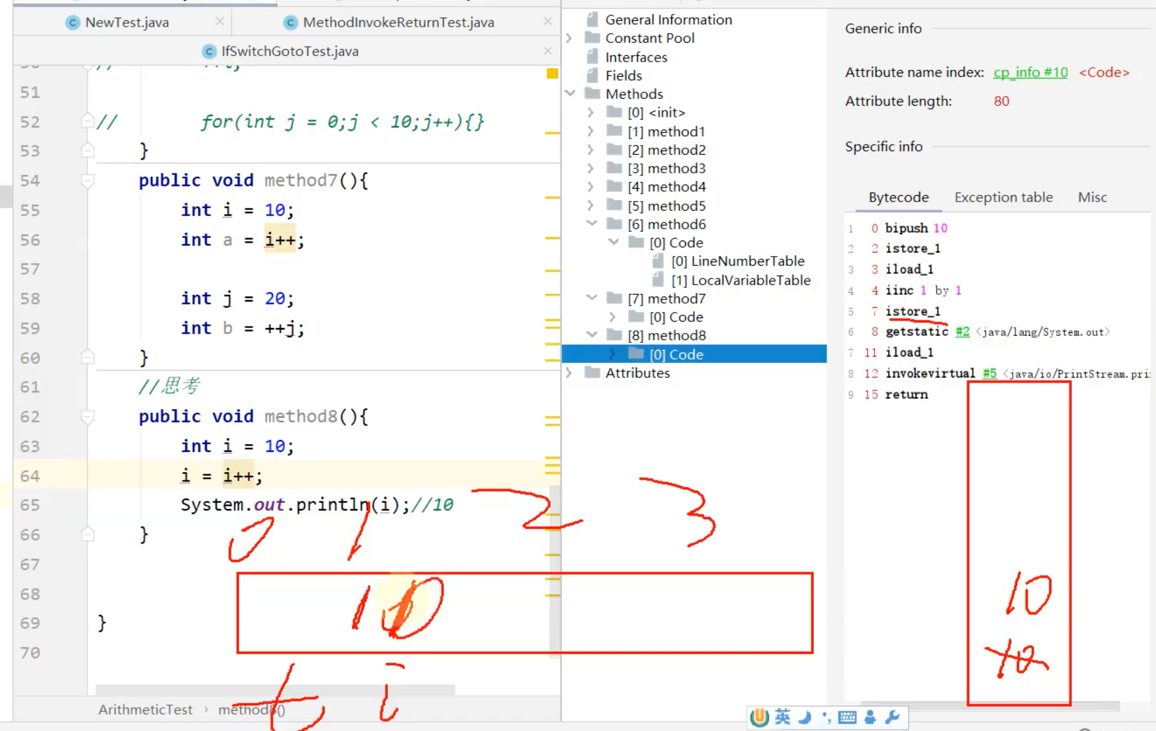 NewTest.java
MethodInvokeReturnTest.java
IfSwitchGotoTest.java
51
52 // for(int j = 0;j < 10;j++){}
53 }
54 public void method7(){
55 int i = 10;
56 int a = i++;
57
58 int j = 20;
59 int b = ++j;
60 }
61 //思考
62 public void method8(){
63 int i = 10;
64 i = i++;
65 System.out.println(i);//10
66 }
67
68
69 }
70
0 1 2 3
10
i
ArithmeticTest › method8()
General Information
Constant Pool
Interfaces
Fields
Methods
[0] <init>
[1] method1
[2] method2
[3] method3
[4] method4
[5] method5
[6] method6
[0] Code
[0] LineNumberTable
[1] LocalVariableTable
[7] method7
[0] Code
[8] method8
[0] Code
Attributes
Generic info
Attribute name index: cp_info #10 <Code>
Attribute length: 80
Specific info
Bytecode Exception table Misc
1 0 bipush 10
2 2 istore_1
3 3 iload_1
4 4 iinc 1 by 1
5 7 istore_1
6 8 getstatic #2 <java/lang/System.out>
7 11 iload_1
8 12 invokevirtual #5 <java/io/PrintStream.pri
9 15 return
10
10
英